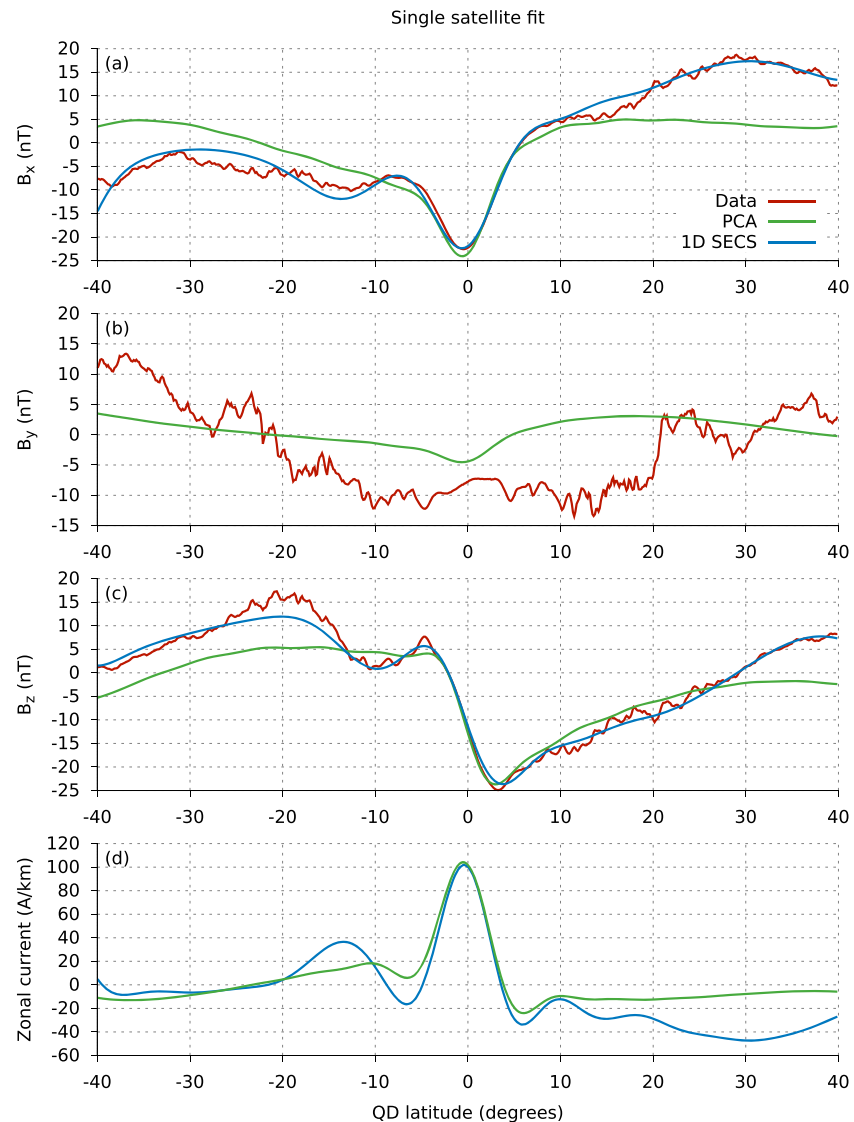 Single satellite fit
(a)
20
15
10
5
0
-5
-10
-15
-20
-25
Bx (nT)
Data
PCA
1D SECS
-40 -30 -20 -10 0 10 20 30 40
(b)
20
15
10
5
0
-5
-10
-15
By (nT)
-40 -30 -20 -10 0 10 20 30 40
(c)
20
15
10
5
0
-5
-10
-15
-20
-25
Bz (nT)
-40 -30 -20 -10 0 10 20 30 40
(d)
120
100
80
60
40
20
0
-20
-40
-60
Zonal current (A/km)
-40 -30 -20 -10 0 10 20 30 40
QD latitude (degrees)